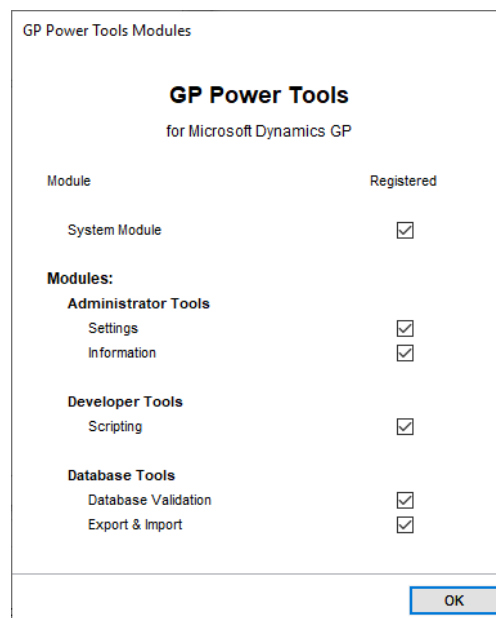 GP Power Tools Modules
GP Power Tools
for Microsoft Dynamics GP
Module Registered
System Module
Modules:
Administrator Tools
Settings
Information
Developer Tools
Scripting
Database Tools
Database Validation
Export & Import
OK